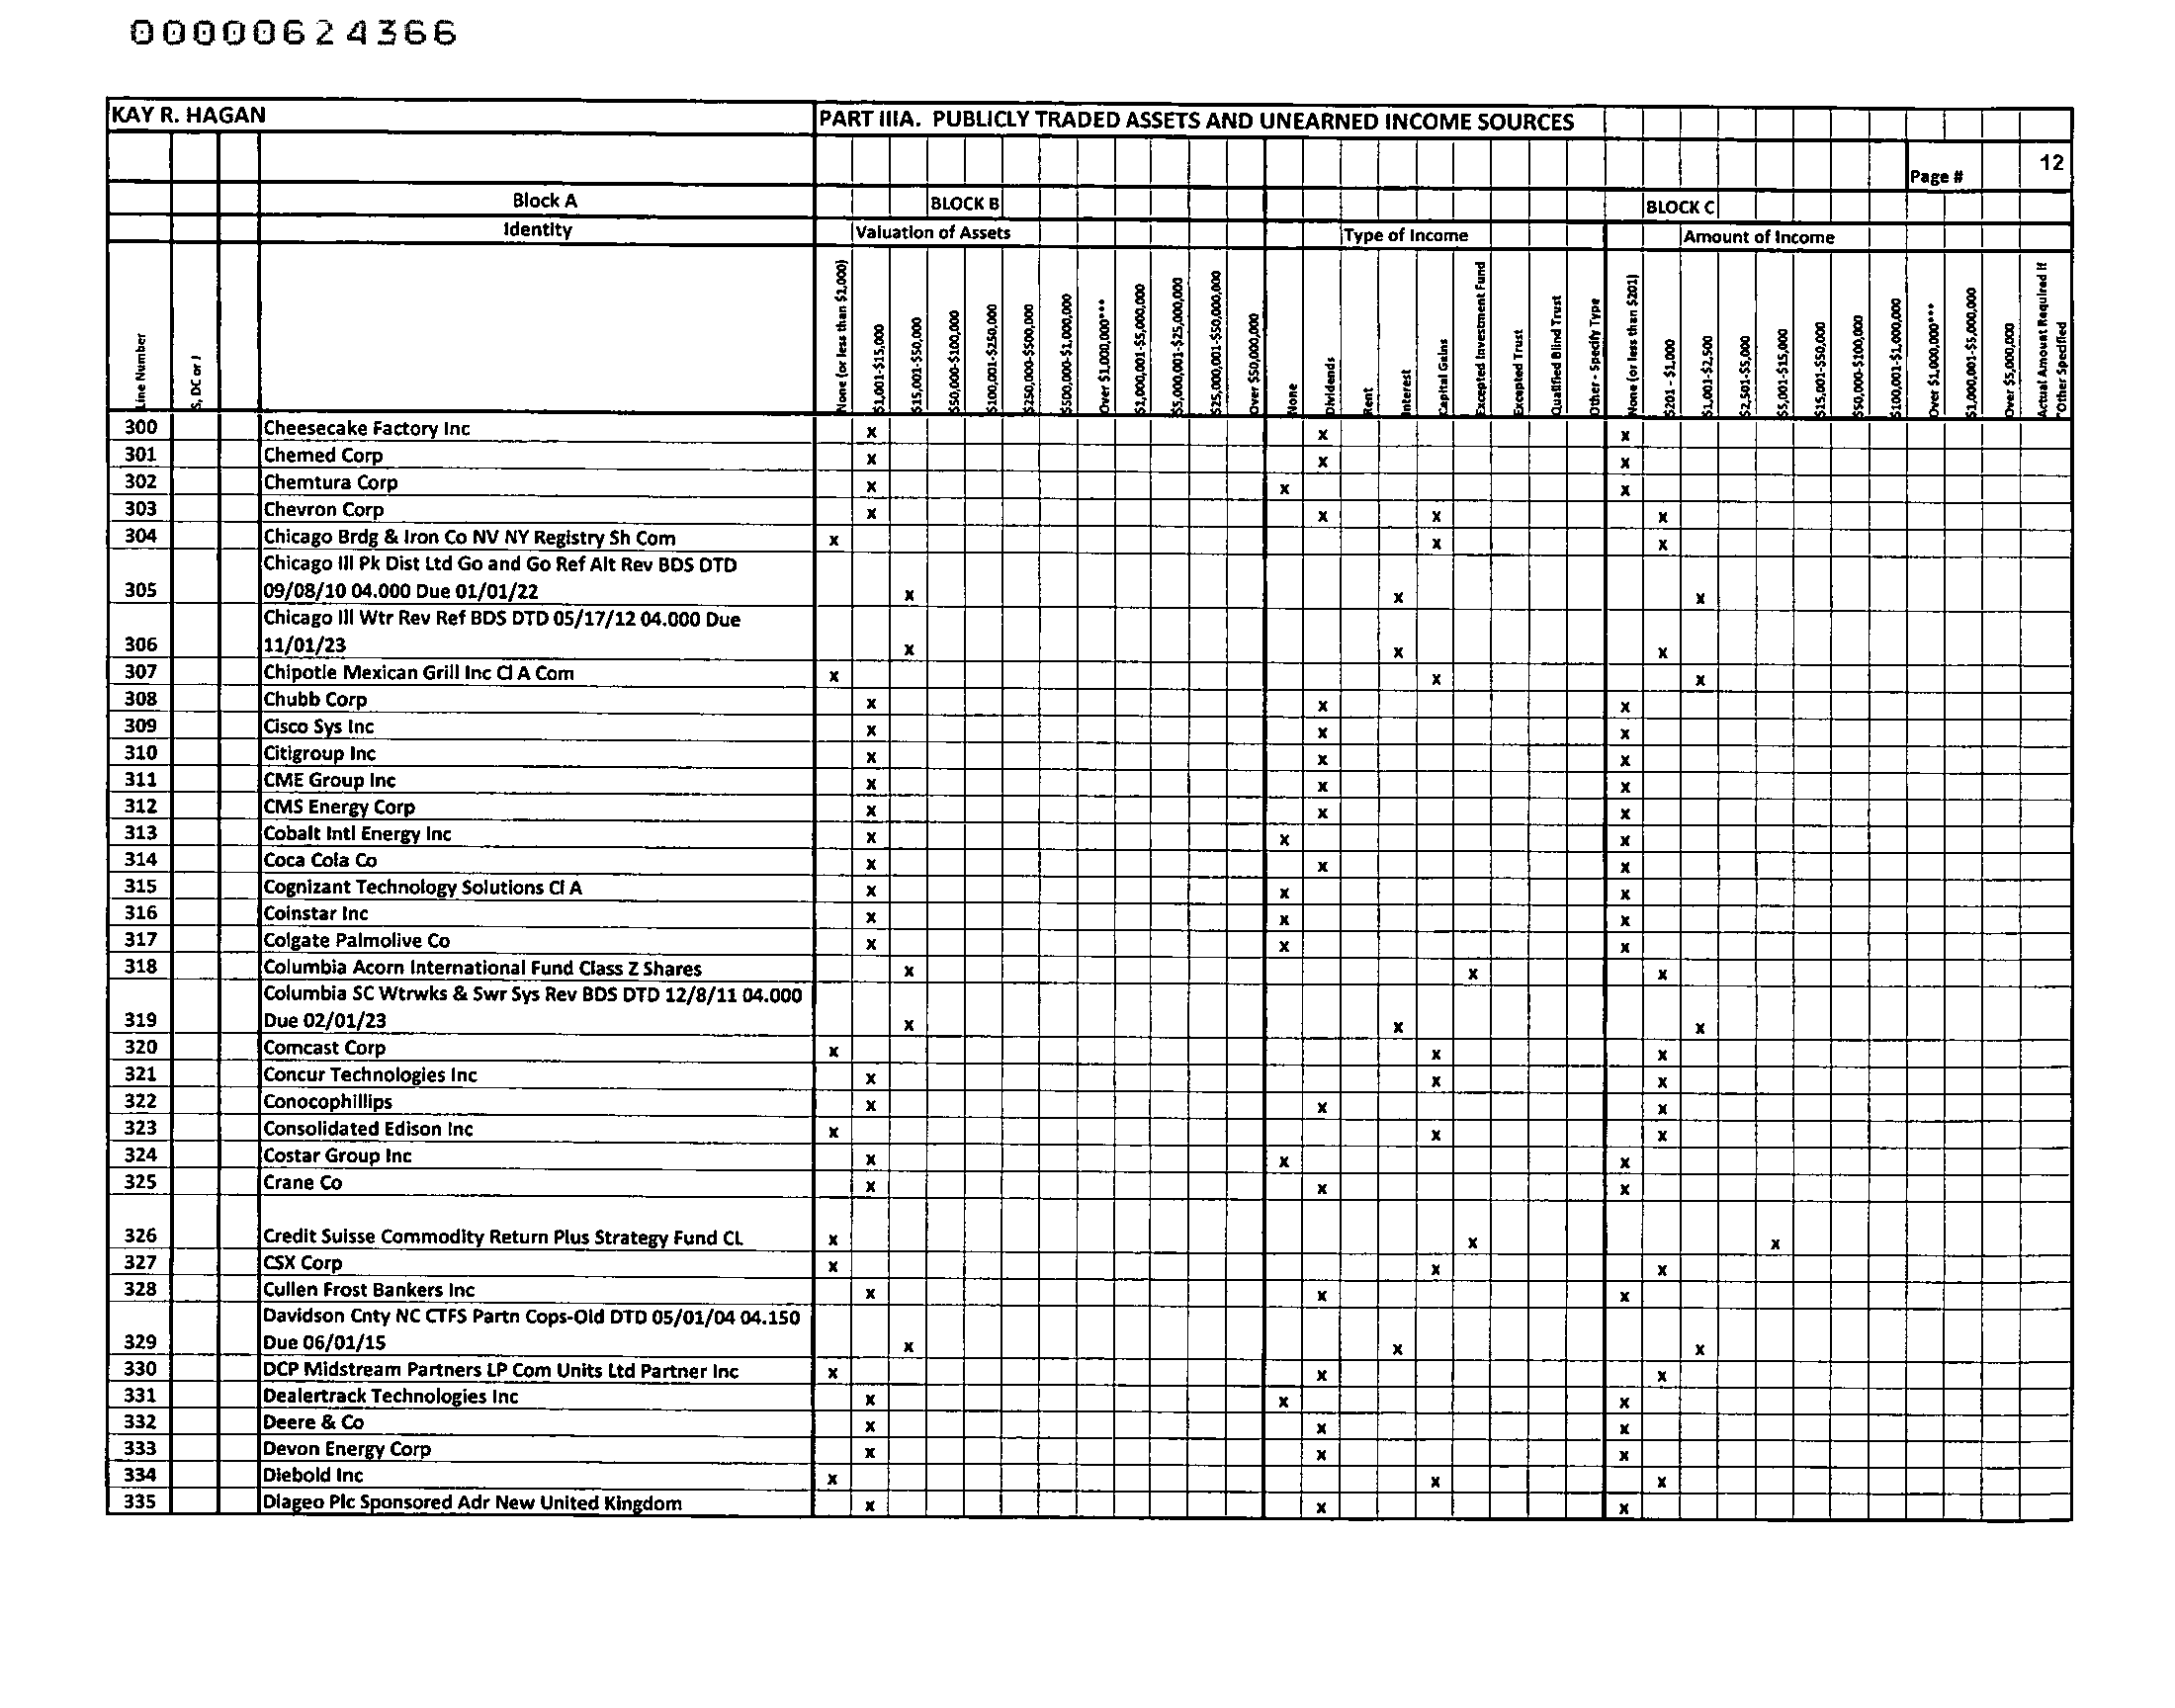 00000624366
KAY R. HAGAN
PART IIIA. PUBLICLY TRADED ASSETS AND UNEARNED INCOME SOURCES
Page # 12
Block A BLOCK B BLOCK C
Identity Valuation of Assets Type of Income Amount of Income
Line Number
S, DC or J
None (or less than $1,000)
$1,001-$15,000
$15,001-$50,000
$50,000-$100,000
$100,001-$250,000
$250,000-$500,000
$500,000-$1,000,000
Over $1,000,000***
$1,000,001-$5,000,000
$5,000,001-$25,000,000
$25,000,001-$50,000,000
Over $50,000,000
None
Dividends
Rent
Interest
Capital Gains
Excepted Investment Fund
Excepted Trust
Qualified Blind Trust
Other - Specify Type
None (or less than $201)
$201 - $1,000
$1,001-$2,500
$2,501-$5,000
$5,001-$15,000
$15,001-$50,000
$50,000-$100,000
$100,001-$1,000,000
Over $1,000,000***
$1,000,001-$5,000,000
Over $5,000,000
Actual Amount Required If
"Other Specified
300 Cheesecake Factory Inc x x x
301 Chemed Corp x x x
302 Chemtura Corp x x x
303 Chevron Corp x x x x
304 Chicago Brdg & Iron Co NV NY Registry Sh Com x x x
Chicago Ill Pk Dist Ltd Go and Go Ref Alt Rev BDS DTD
305 09/08/10 04.000 Due 01/01/22 x x x
Chicago Ill Wtr Rev Ref BDS DTD 05/17/12 04.000 Due
306 11/01/23 x x x
307 Chipotle Mexican Grill Inc Cl A Com x x x
308 Chubb Corp x x x
309 Cisco Sys Inc x x x
310 Citigroup Inc x x x
311 CME Group Inc x x x
312 CMS Energy Corp x x x
313 Cobalt Intl Energy Inc x x x
314 Coca Cola Co x x x
315 Cognizant Technology Solutions Cl A x x x
316 Coinstar Inc x x x
317 Colgate Palmolive Co x x x
318 Columbia Acorn International Fund Class Z Shares x x x
Columbia SC Wtrwks & Swr Sys Rev BDS DTD 12/8/11 04.000
319 Due 02/01/23 x x x
320 Comcast Corp x x x
321 Concur Technologies Inc x x x
322 Conocophillips x x x
323 Consolidated Edison Inc x x x
324 Costar Group Inc x x x
325 Crane Co x x x
326 Credit Suisse Commodity Return Plus Strategy Fund CL x x x
327 CSX Corp x x x
328 Cullen Frost Bankers Inc x x x
Davidson Cnty NC CTFS Partn Cops-Old DTD 05/01/04 04.150
329 Due 06/01/15 x x x
330 DCP Midstream Partners LP Com Units Ltd Partner Inc x x x
331 Dealertrack Technologies Inc x x x
332 Deere & Co x x x
333 Devon Energy Corp x x x
334 Diebold Inc x x x
335 Diageo Plc Sponsored Adr New United Kingdom x x x